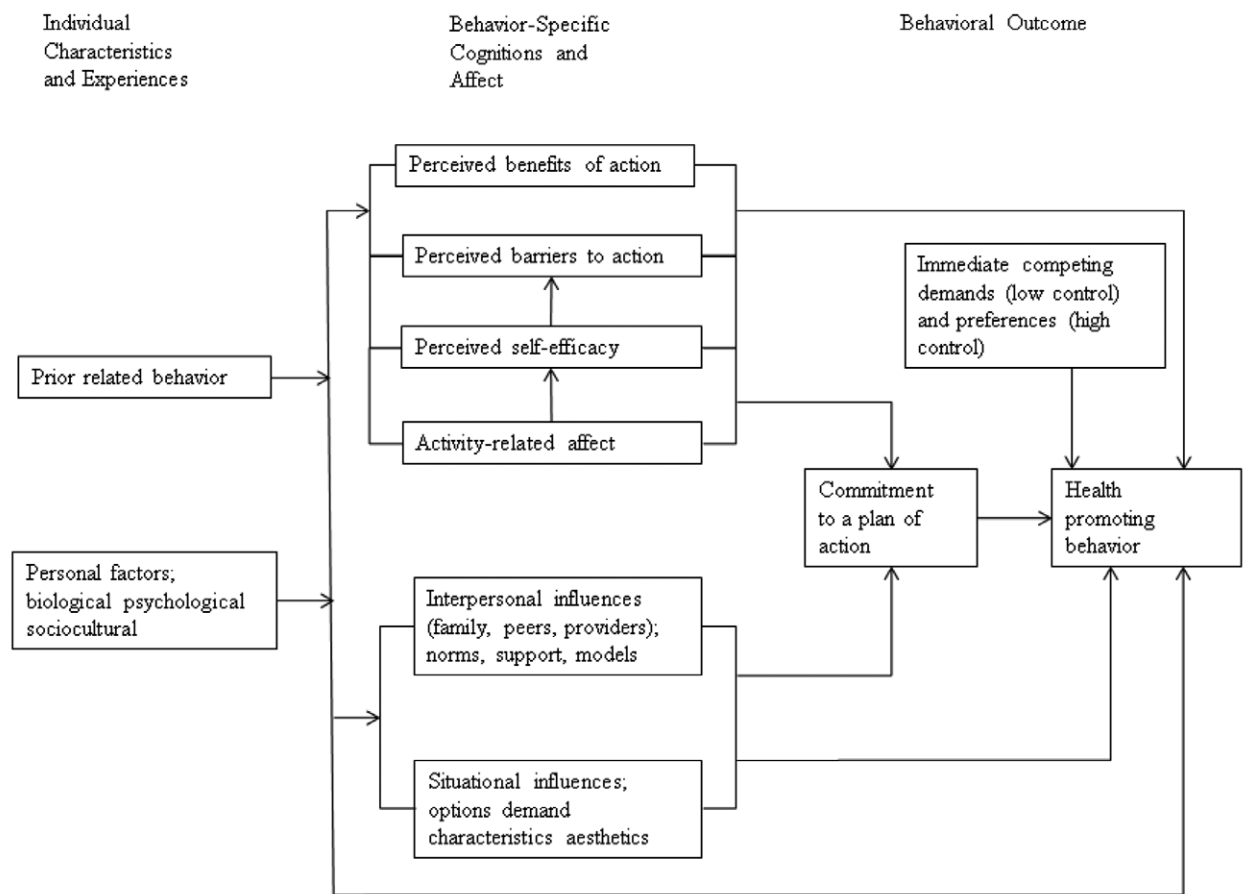 Individual
Characteristics
and Experiences
Behavior-Specific
Cognitions and
Affect
Behavioral Outcome
Perceived benefits of action
Perceived barriers to action
Perceived self-efficacy
Activity-related affect
Prior related behavior
Personal factors;
biological psychological
sociocultural
Interpersonal influences
(family, peers, providers);
norms, support, models
Situational influences;
options demand
characteristics aesthetics
Immediate competing
demands (low control)
and preferences (high
control)
Commitment
to a plan of
action
Health
promoting
behavior